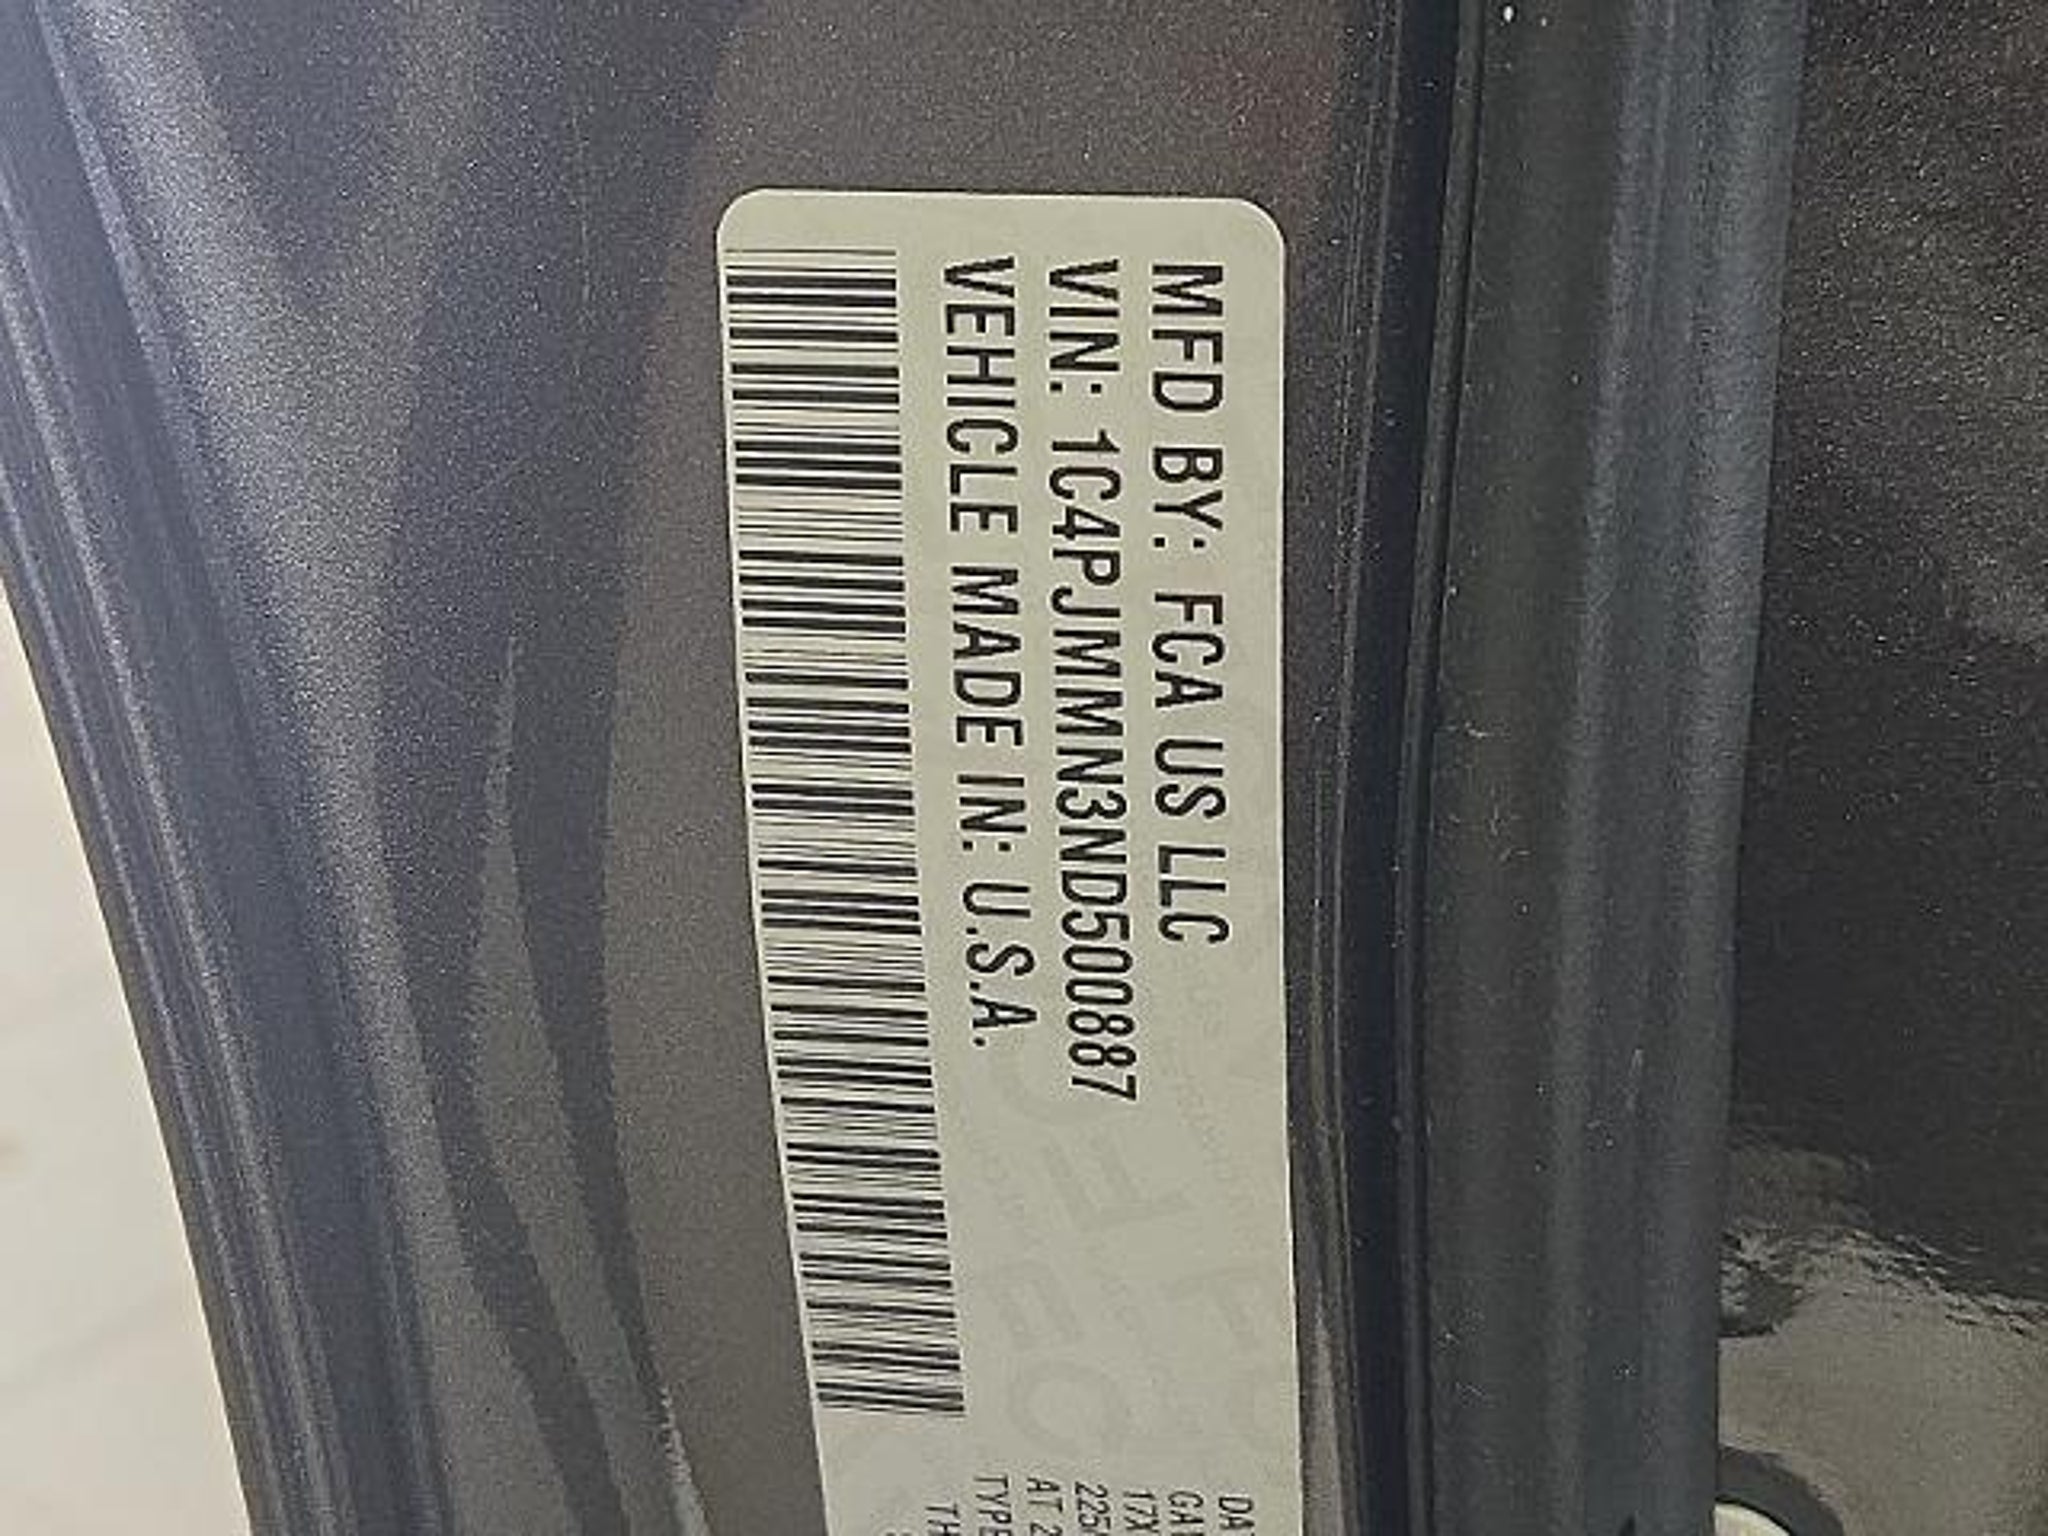 MFD BY: FCA US LLC
VIN: 1C4PJMMN3ND500887
VEHICLE MADE IN: U.S.A.